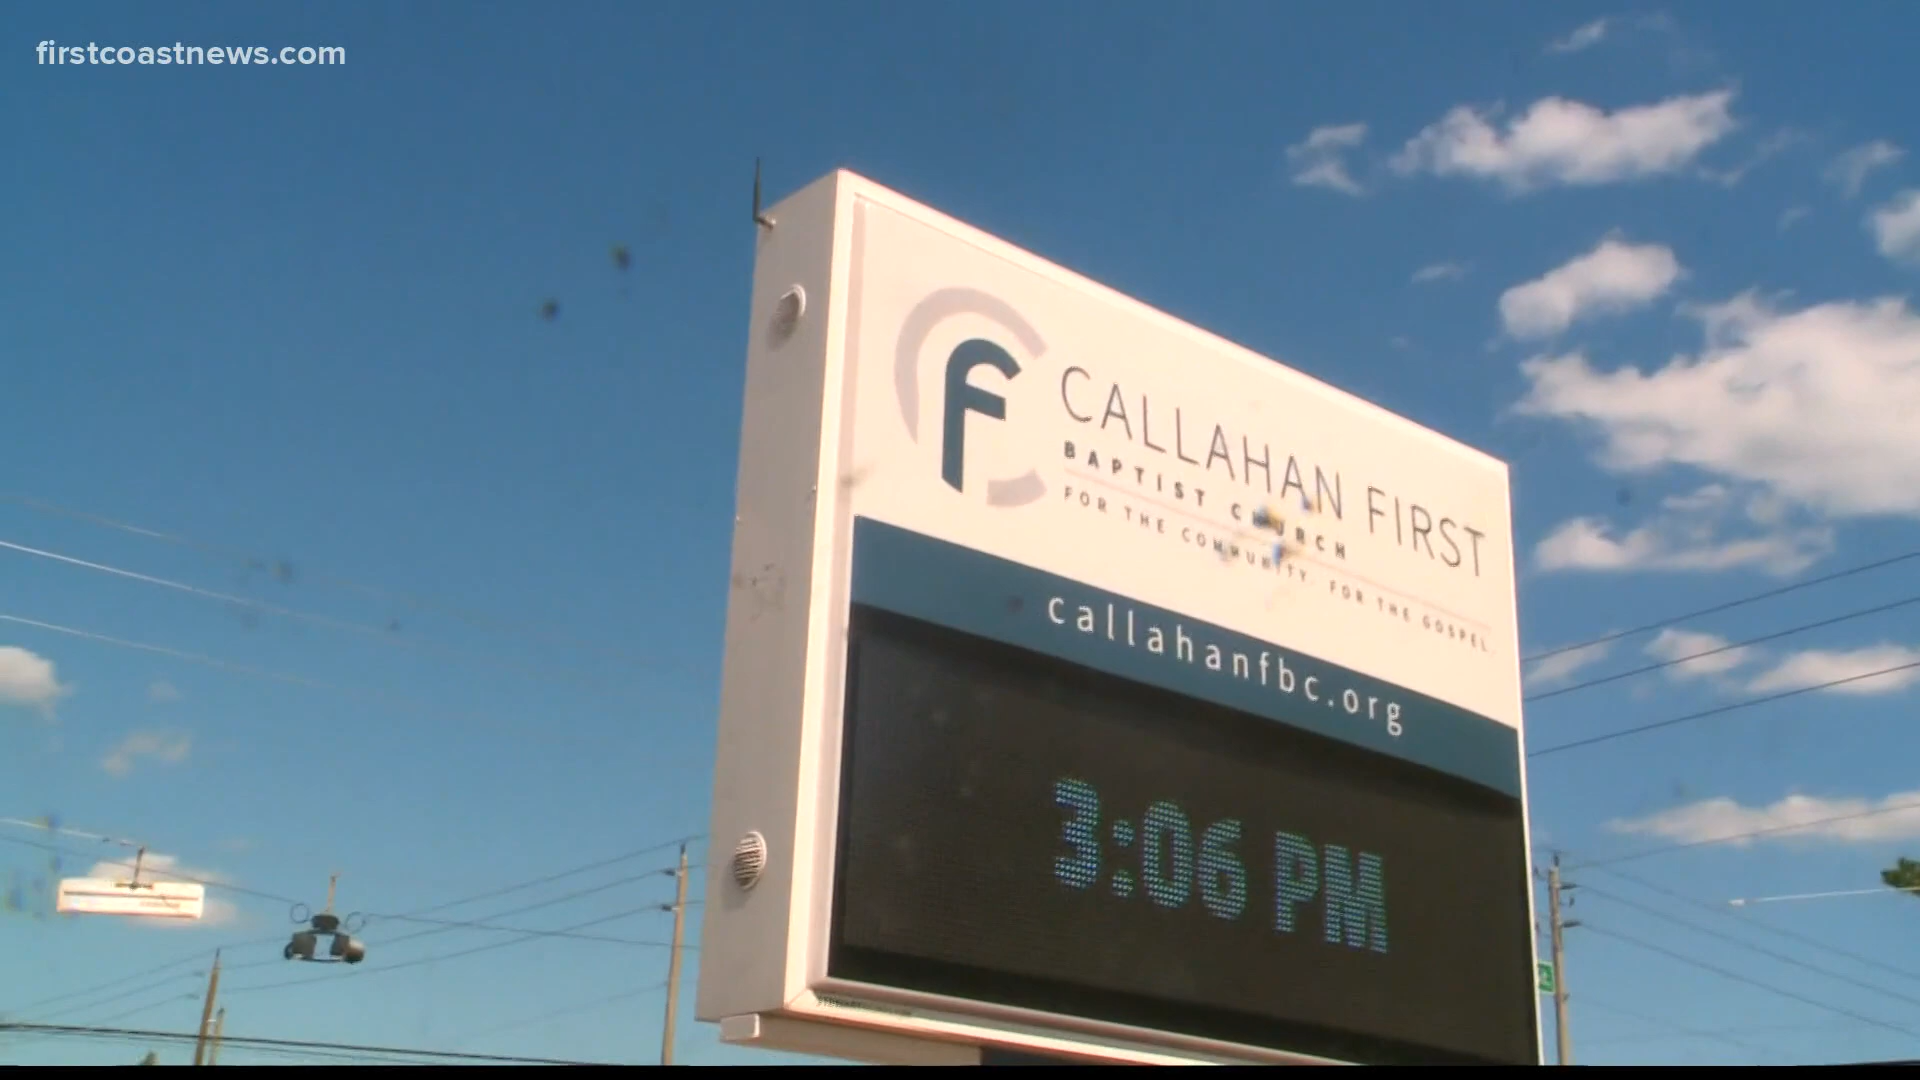 firstcoastnews.com
CALLAHAN FIRST
BAPTIST CHURCH
FOR THE COMMUNITY. FOR THE GOSPEL.
callahanfbc.org
3:06 PM